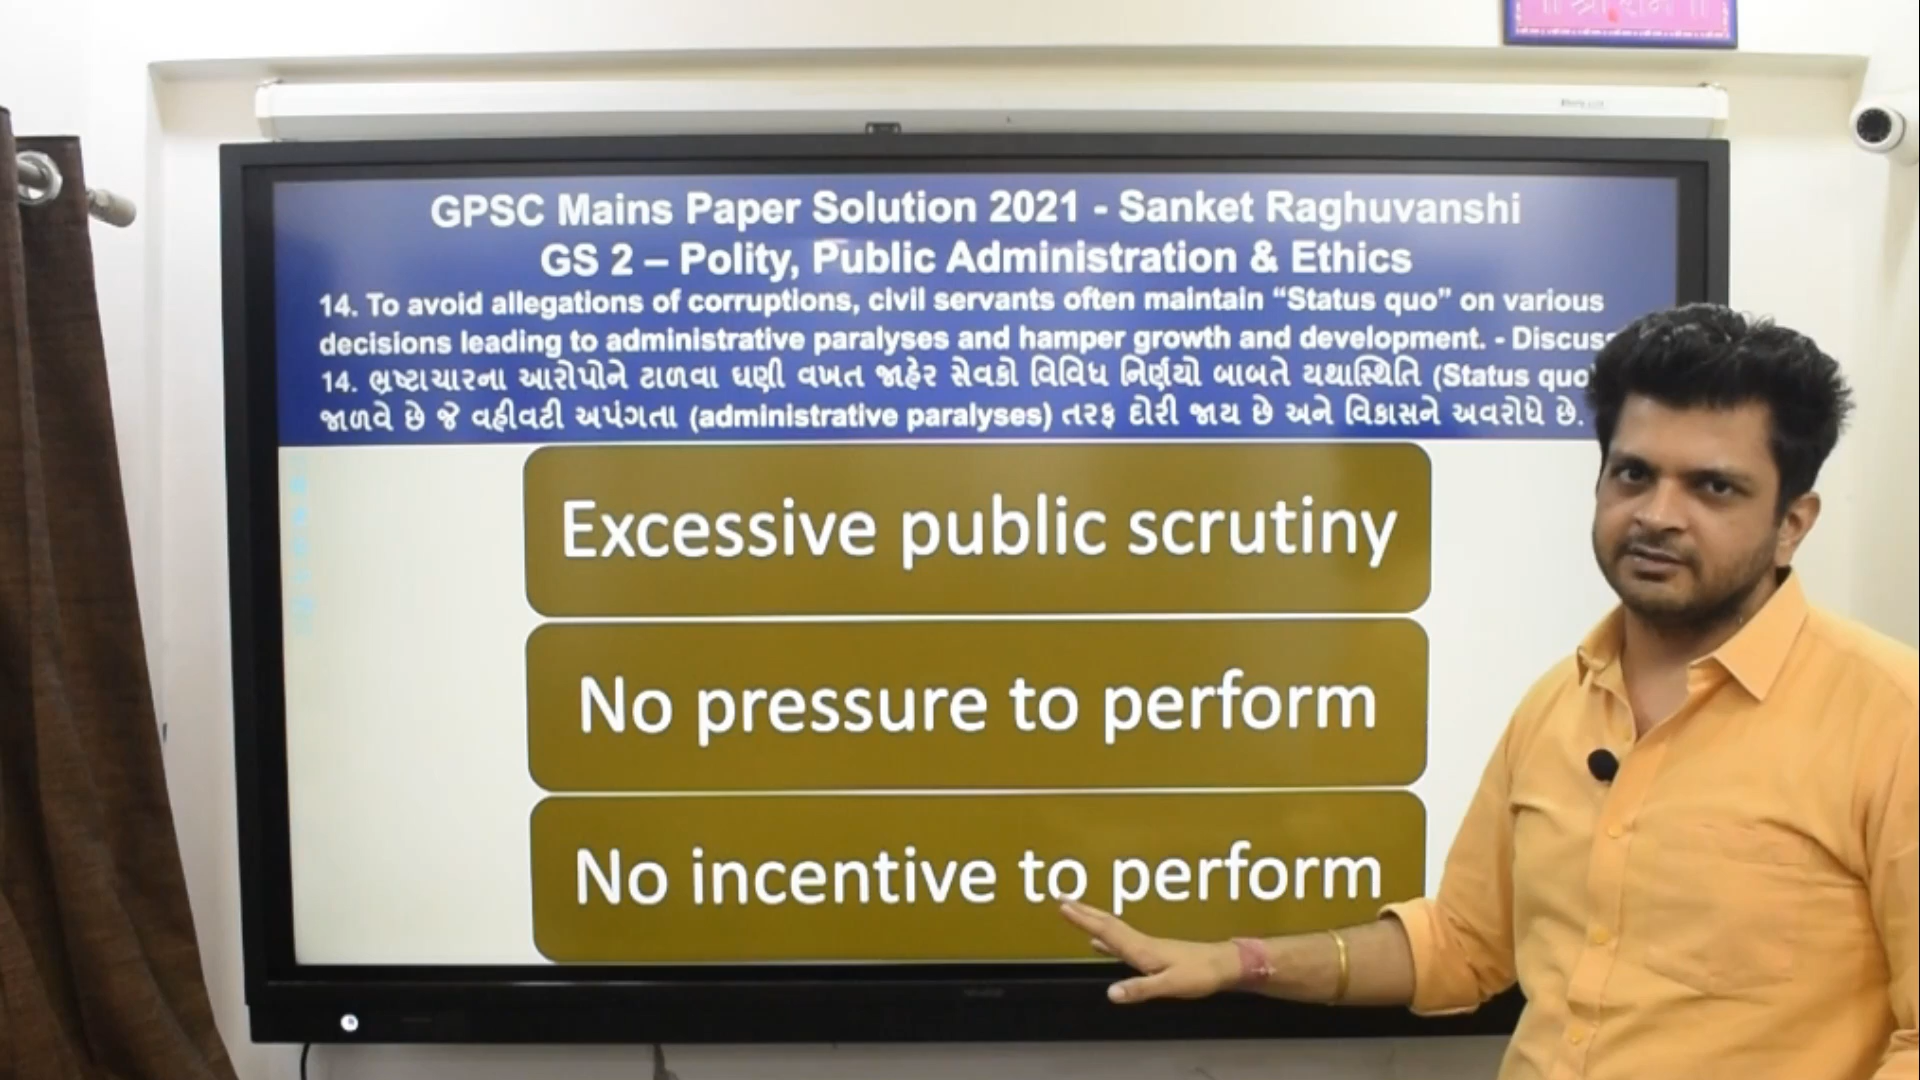 GPSC Mains Paper Solution 2021 - Sanket Raghuvanshi
GS 2 – Polity, Public Administration & Ethics
14. To avoid allegations of corruptions, civil servants often maintain “Status quo” on various
decisions leading to administrative paralyses and hamper growth and development. - Discuss
14. ભ્રષ્ટાચારના આરોપોને ટાળવા ઘણી વખત જાહેર સેવકો વિવિધ નિર્ણયો બાબતે યથાસ્થિતિ (Status quo)
જાળવે છે જે વહીવટી અપંગતા (administrative paralyses) તરફ દોરી જાય છે અને વિકાસને અવરોધે છે.
Excessive public scrutiny
No pressure to perform
No incentive to perform